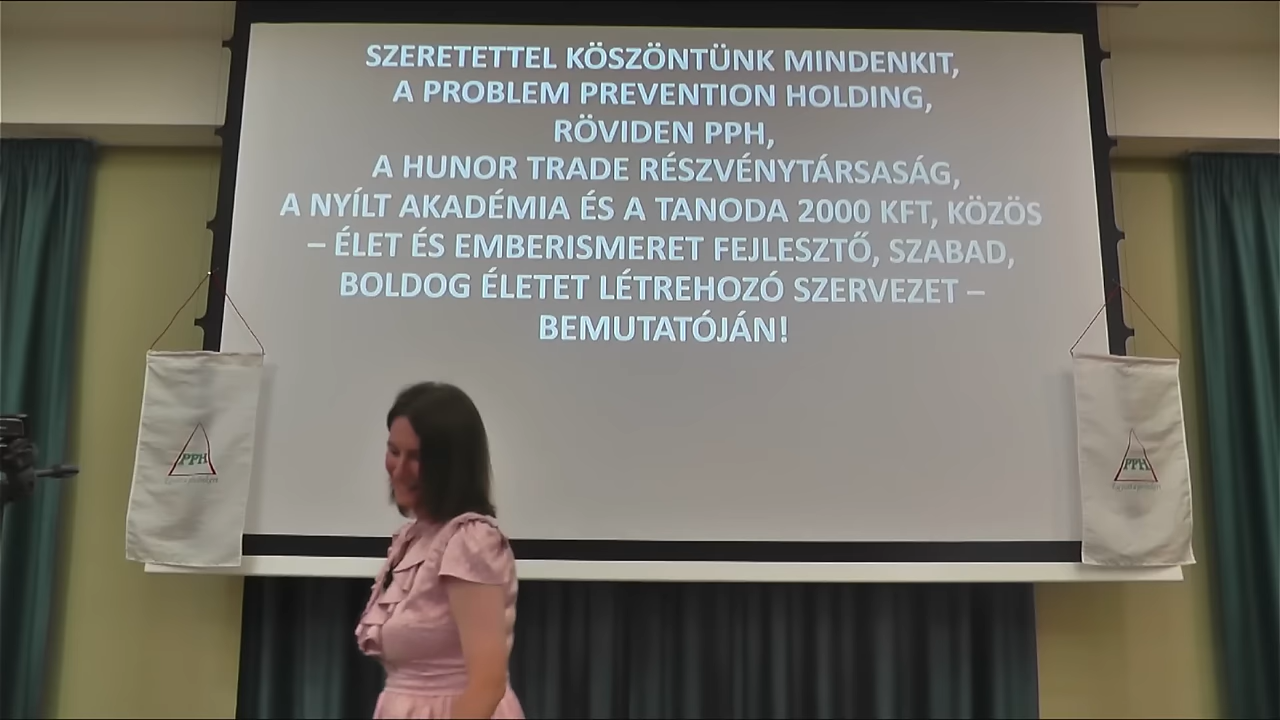 SZERETETTEL KÖSZÖNTÜNK MINDENKIT,
A PROBLEM PREVENTION HOLDING,
RÖVIDEN PPH,
A HUNOR TRADE RÉSZVÉNYTÁRSASÁG,
A NYÍLT AKADÉMIA ÉS A TANODA 2000 KFT, KÖZÖS
– ÉLET ÉS EMBERISMERET FEJLESZTŐ, SZABAD,
BOLDOG ÉLETET LÉTREHOZÓ SZERVEZET –
BEMUTATÓJÁN!
PPH
PPH